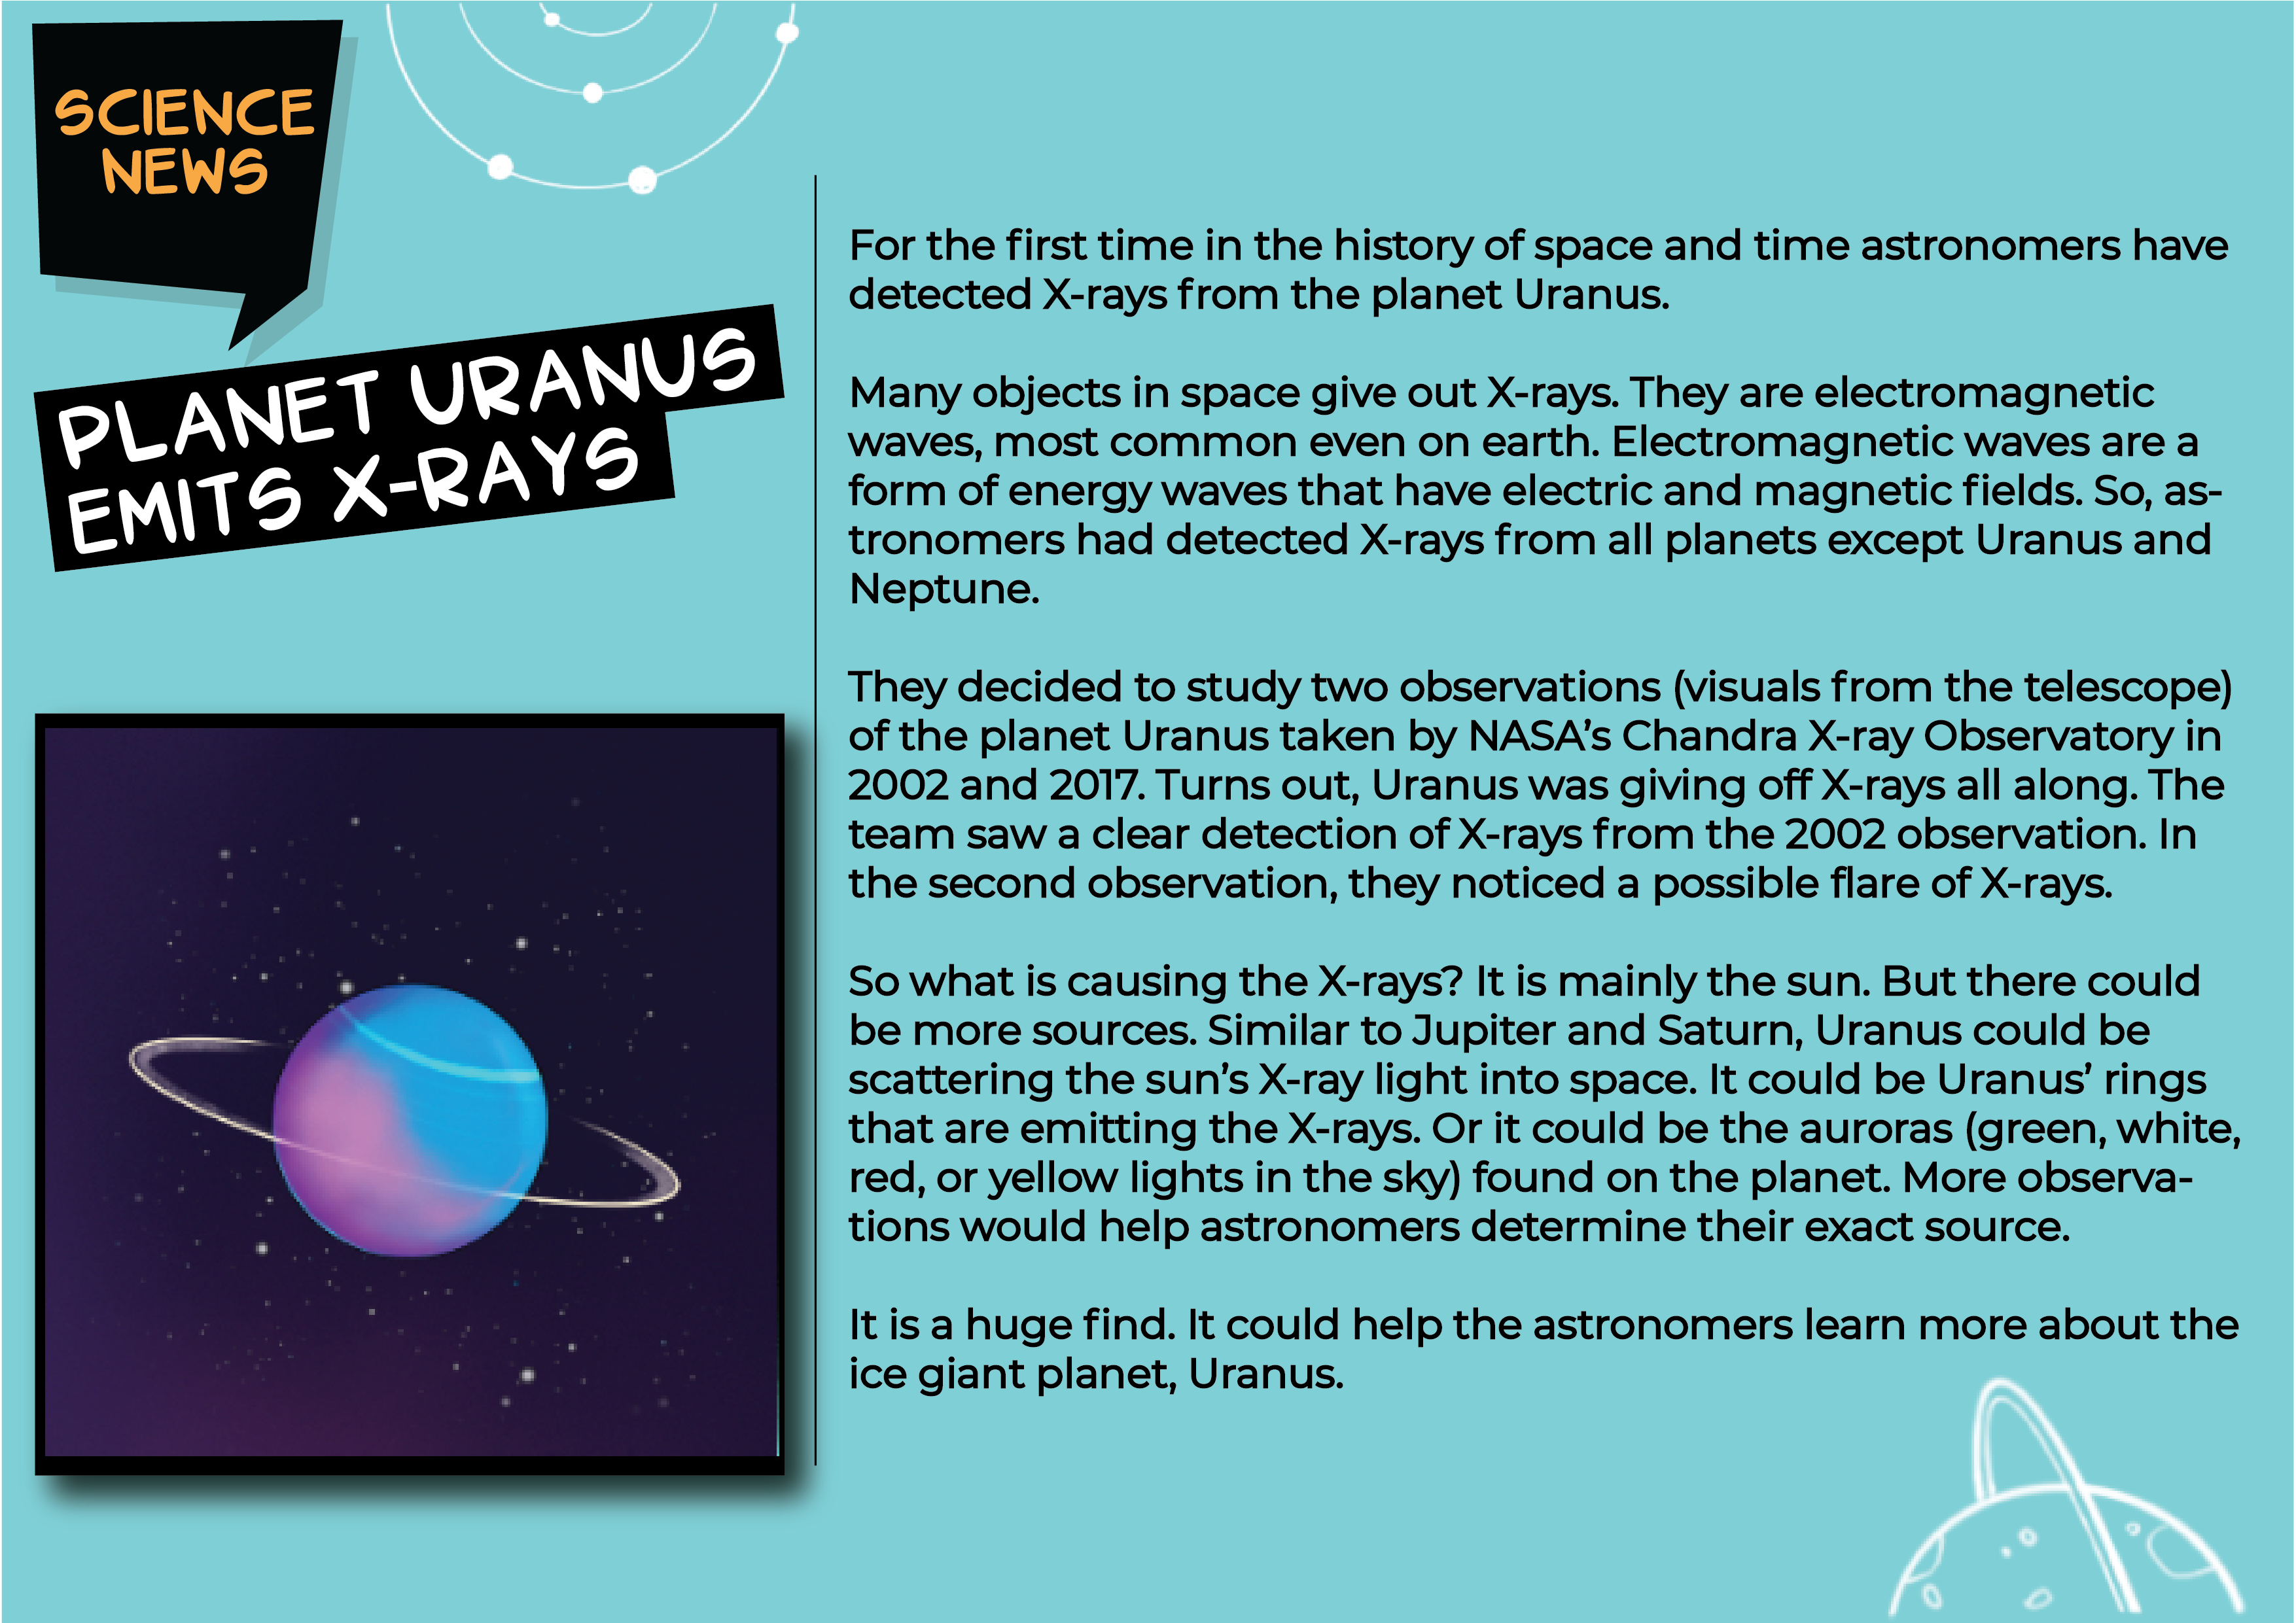 SCIENCE
NEWS
PLANET URANUS
EMITS X-RAYS
For the first time in the history of space and time astronomers have
detected X-rays from the planet Uranus.
Many objects in space give out X-rays. They are electromagnetic
waves, most common even on earth. Electromagnetic waves are a
form of energy waves that have electric and magnetic fields. So, as-
tronomers had detected X-rays from all planets except Uranus and
Neptune.
They decided to study two observations (visuals from the telescope)
of the planet Uranus taken by NASA’s Chandra X-ray Observatory in
2002 and 2017. Turns out, Uranus was giving off X-rays all along. The
team saw a clear detection of X-rays from the 2002 observation. In
the second observation, they noticed a possible flare of X-rays.
So what is causing the X-rays? It is mainly the sun. But there could
be more sources. Similar to Jupiter and Saturn, Uranus could be
scattering the sun’s X-ray light into space. It could be Uranus’ rings
that are emitting the X-rays. Or it could be the auroras (green, white,
red, or yellow lights in the sky) found on the planet. More observa-
tions would help astronomers determine their exact source.
It is a huge find. It could help the astronomers learn more about the
ice giant planet, Uranus.